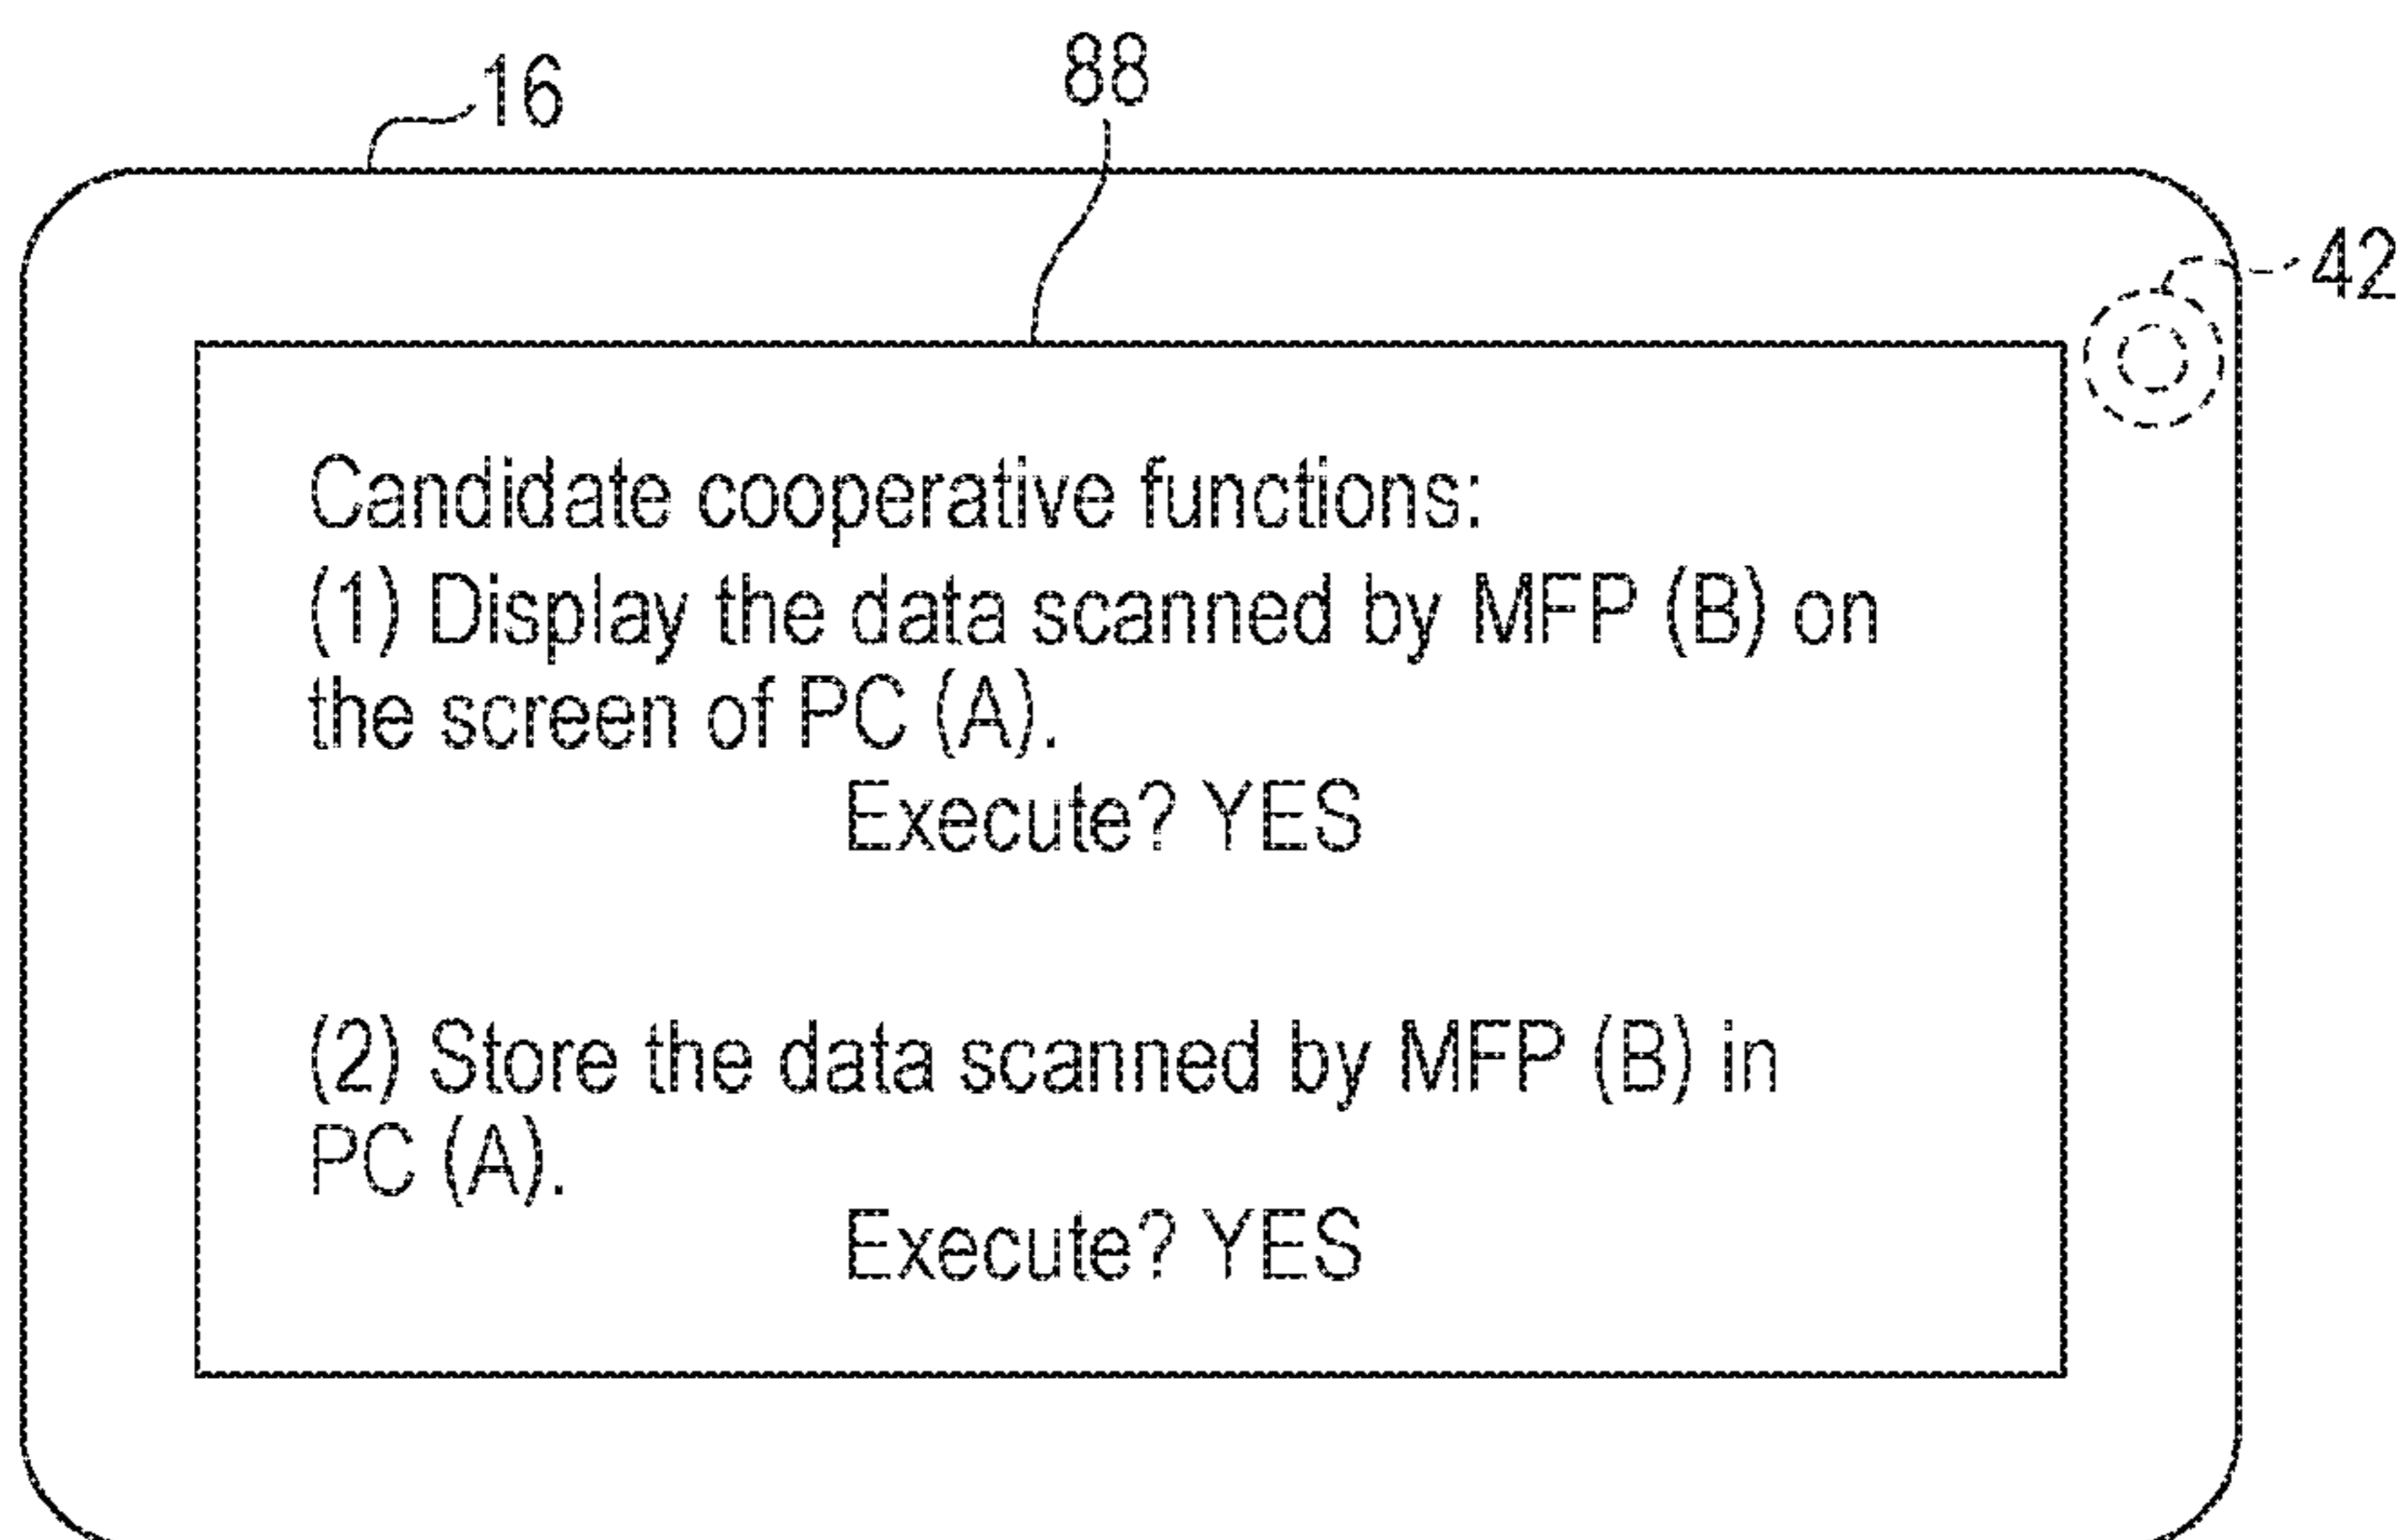 16
88
42
Candidate cooperative functions:
(1) Display the data scanned by MFP (B) on
the screen of PC (A).
Execute? YES
(2) Store the data scanned by MFP (B) in
PC (A).
Execute? YES